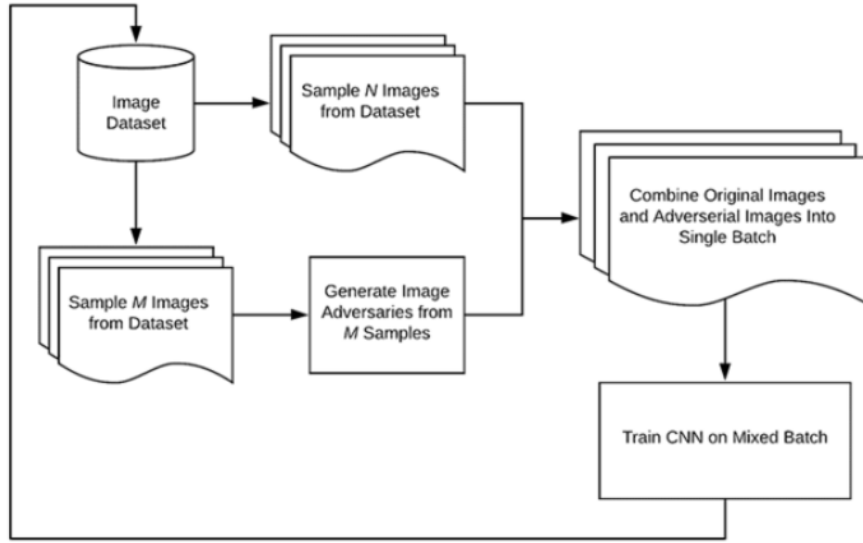 Image
Dataset
Sample N Images
from Dataset
Combine Original Images
and Adverserial Images Into
Single Batch
Sample M Images
from Dataset
Generate Image
Adversaries from
M Samples
Train CNN on Mixed Batch